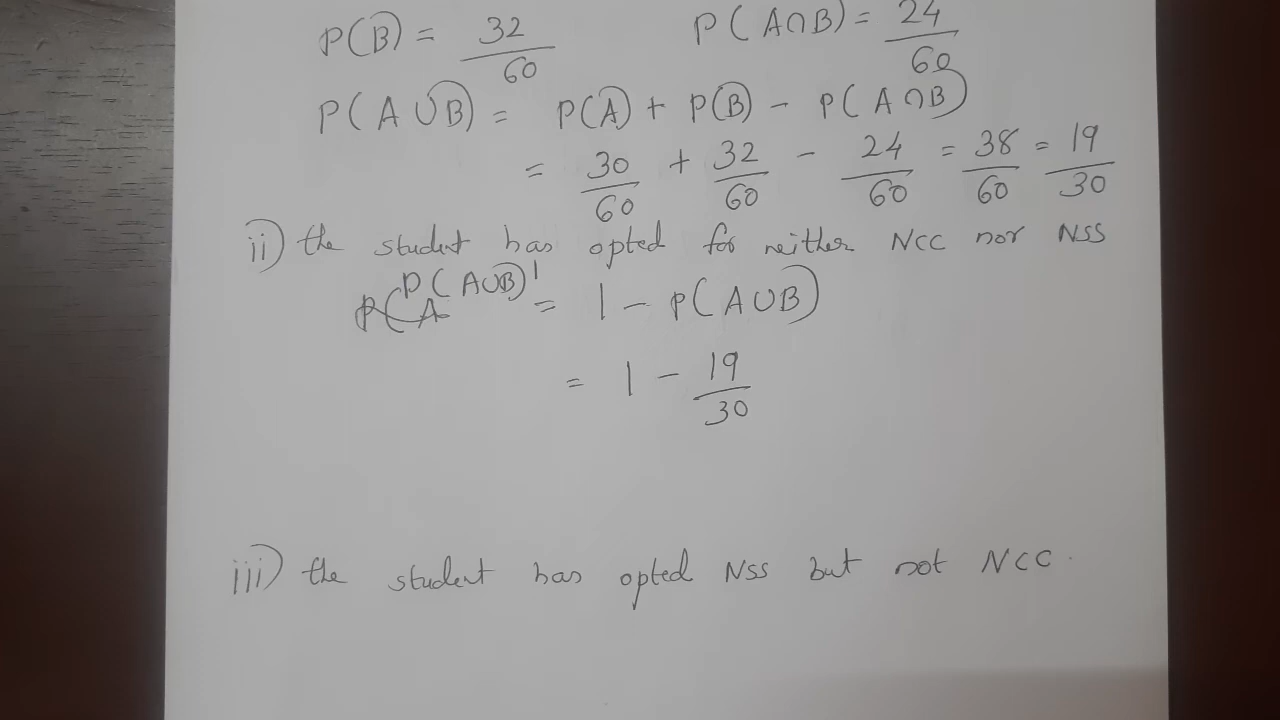 P(B) = 32/60 P(A∩B) = 24/60
P(A∪B) = P(A) + P(B) - P(A∩B)
= 30/60 + 32/60 - 24/60 = 38/60 = 19/30
ii) the student has opted for neither NCC nor NSS
P(A∪B)' = 1 - P(A∪B)
= 1 - 19/30
iii) the student has opted NSS but not NCC.